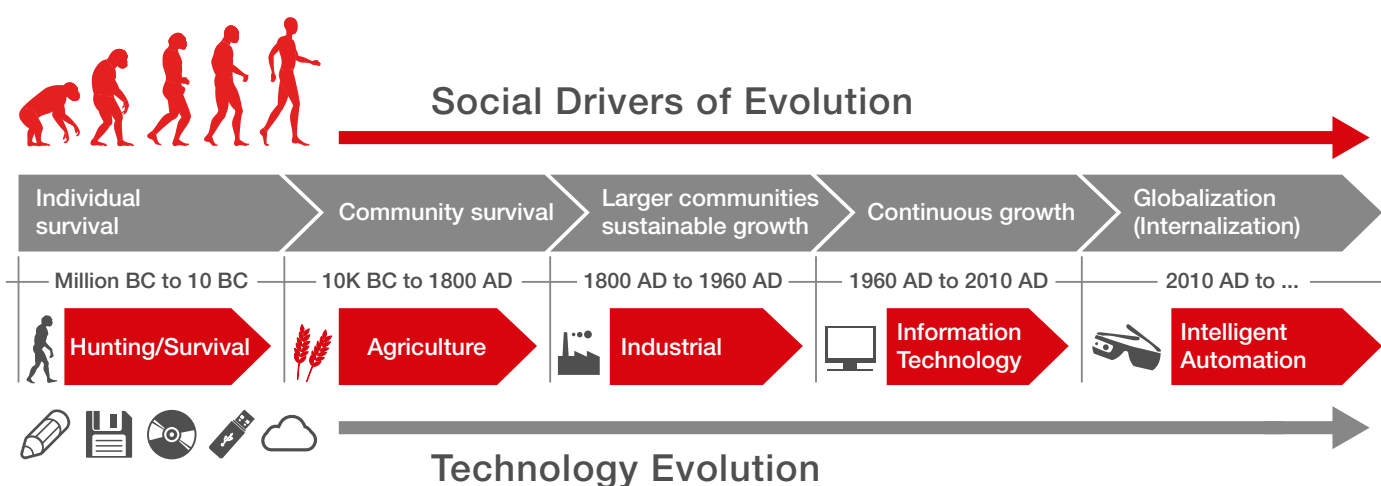 Social Drivers of Evolution
Individual
survival
Community survival
Larger communities
sustainable growth
Continuous growth
Globalization
(Internalization)
Million BC to 10 BC
10K BC to 1800 AD
1800 AD to 1960 AD
1960 AD to 2010 AD
2010 AD to ...
Hunting/Survival
Agriculture
Industrial
Information
Technology
Intelligent
Automation
Technology Evolution